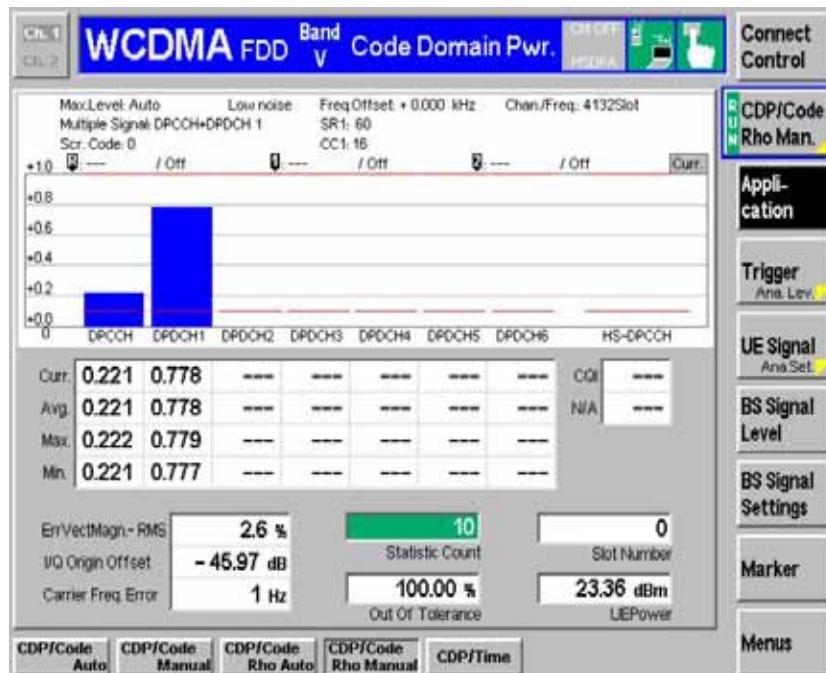 Ch. 1
Ch. 2
WCDMA FDD Band V Code Domain Pwr.
CM OFF
HSDPA
Connect Control
Max.Level: Auto Low noise Freq.Offset: + 0.000 kHz Chan./Freq.: 4132Slot
Multiple Signal: DPCCH+DPDCH 1 SR1: 60
Scr. Code: 0 CC1: 16
--- / Off 1: --- / Off 2: --- / Off Curr.
+1.0
+0.8
+0.6
+0.4
+0.2
+0.0
0
DPCCH DPDCH1 DPDCH2 DPDCH3 DPDCH4 DPDCH5 DPDCH6 HS-DPCCH
Curr. 0.221 0.778 --- --- --- --- --- CQI ---
Avg. 0.221 0.778 --- --- --- --- --- N/A ---
Max. 0.222 0.779 --- --- --- --- ---
Min. 0.221 0.777 --- --- --- --- ---
ErrVectMagn.- RMS 2.6 %
I/Q Origin Offset - 45.97 dB
Carrier Freq. Error 1 Hz
10
Statistic Count
100.00 %
Out Of Tolerance
0
Slot Number
23.36 dBm
UEPower
RUN
CDP/Code Rho Man.
Appli-
cation
Trigger
Ana. Lev.
UE Signal
Ana.Set.
BS Signal
Level
BS Signal
Settings
Marker
Menus
CDP/Code Auto
CDP/Code Manual
CDP/Code Rho Auto
CDP/Code Rho Manual
CDP/Time